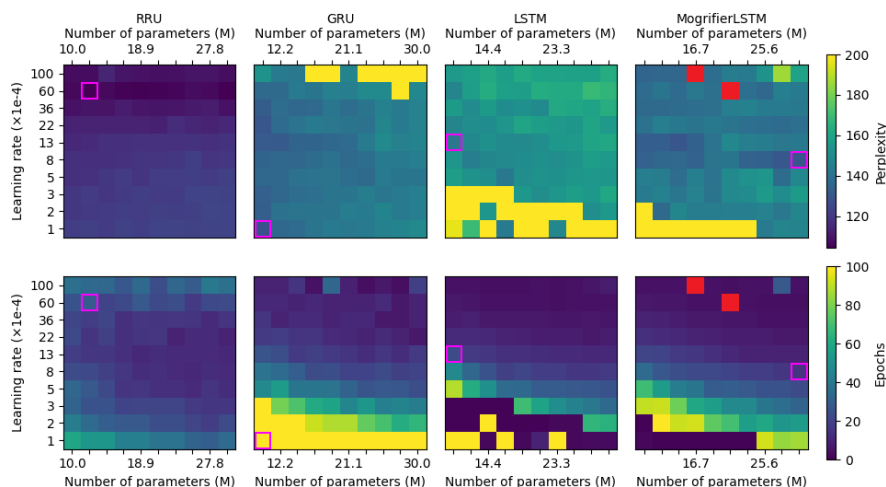 RRU
Number of parameters (M)
10.0 18.9 27.8
GRU
Number of parameters (M)
12.2 21.1 30.0
LSTM
Number of parameters (M)
14.4 23.3
MogrifierLSTM
Number of parameters (M)
16.7 25.6
Learning rate (×1e-4)
100
60
36
22
13
8
5
3
2
1
200
180
160
140
120
Perplexity
Learning rate (×1e-4)
100
60
36
22
13
8
5
3
2
1
100
80
60
40
20
0
Epochs
10.0 18.9 27.8
Number of parameters (M)
12.2 21.1 30.0
Number of parameters (M)
14.4 23.3
Number of parameters (M)
16.7 25.6
Number of parameters (M)